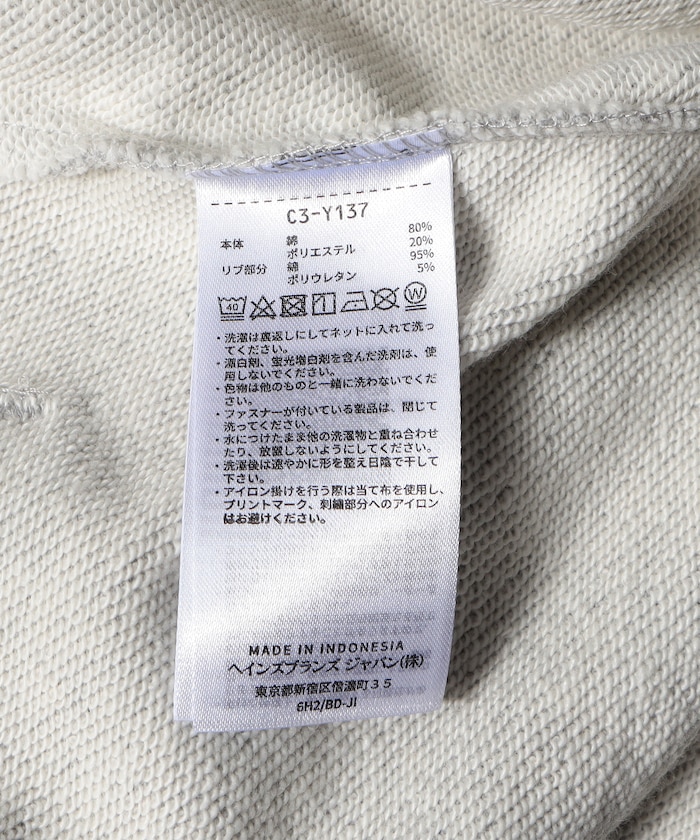 C3-Y137
本体 綿 80%
ポリエステル 20%
リブ部分 綿 95%
ポリウレタン 5%
40 W
・洗濯は裏返しにしてネットに入れて洗っ
てください。
・漂白剤、蛍光増白剤を含んだ洗剤は、使
用しないでください。
・色物は他のものと一緒に洗わないでくだ
さい。
・ファスナーが付いている製品は、閉じて
洗ってください。
・水につけたまま他の洗濯物と重ね合わせ
たり、放置しないようにしてください。
・洗濯後は速やかに形を整え日陰で干して
下さい。
・アイロン掛けを行う際は当て布を使用し、
プリントマーク、刺繍部分へのアイロン
はお避けください。
MADE IN INDONESIA
ヘインズブランズ ジャパン(株)
東京都新宿区信濃町35
6H2/BD-JI